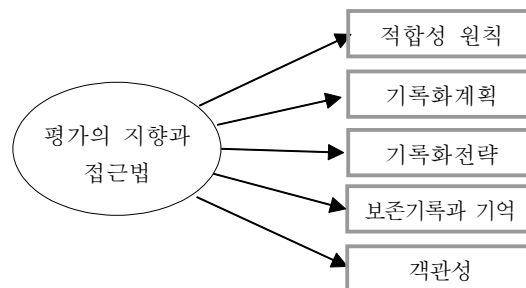 평가의 지향과
접근법
적합성 원칙
기록화계획
기록화전략
보존기록과 기억
객관성